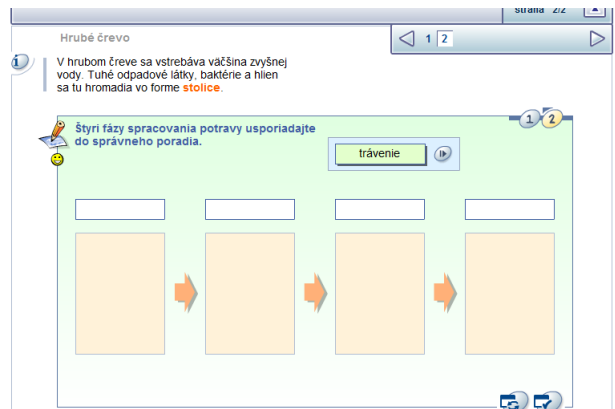 strana 2/2
Hrubé črevo
1 2
V hrubom čreve sa vstrebáva väčšina zvyšnej
vody. Tuhé odpadové látky, baktérie a hlien
sa tu hromadia vo forme stolice.
1 2
Štyri fázy spracovania potravy usporiadajte
do správneho poradia.
trávenie